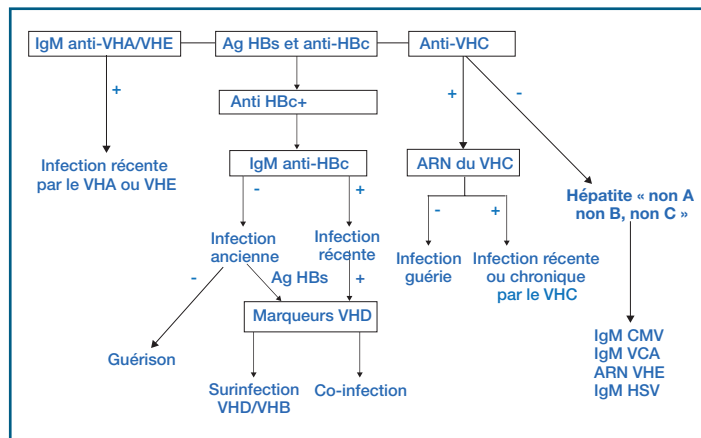 IgM anti-VHA/VHE
Ag HBs et anti-HBc
Anti-VHC
+
Anti HBc+
+
-
IgM anti-HBc
ARN du VHC
Infection récente
par le VHA ou VHE
-
+
Hépatite « non A
non B, non C »
-
+
Infection
ancienne
Infection
récente
Infection
guérie
Infection récente
ou chronique
par le VHC
Ag HBs
-
+
Marqueurs VHD
Guérison
IgM CMV
IgM VCA
ARN VHE
IgM HSV
Surinfection
VHD/VHB
Co-infection